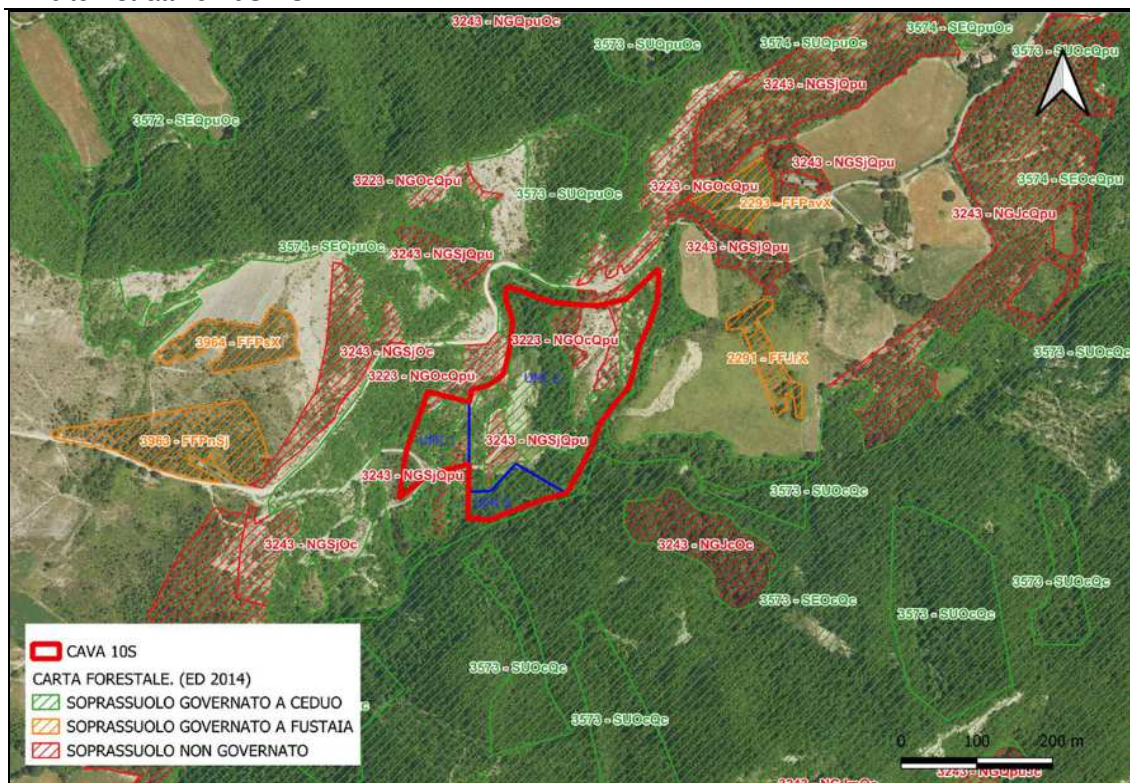 3243 - NGQpuOc
3574 - SEQpuOc
3573 - SUQpuOc
3574 - SUQpuOc
3573 - SUOcQpu
3243 - NGSjQpu
3572 - SEQpuOc
3243 - NGSjQpu
3223 - NGOcQpu
3573 - SUQpuOc
3223 - NGOcQpu
3574 - SEOcQpu
2293 - FFPavX
3243 - NGJcQpu
3243 - NGSjQpu
3574 - SEQpuOc
3243 - NGSjQpu
3964 - FFPsX
3243 - NGSjOc
3223 - NGOcQpu
3573 - SUOcQc
2291 - FFJrX
3223 - NGOcQpu
3963 - FFPnSj
3243 - NGSjQpu
3243 - NGSjQpu
3573 - SUOcQc
3243 - NGSjOc
3243 - NGJcOc
3573 - SUOcQc
3573 - SEOcQc
3573 - SUOcQc
3573 - SUOcQc
3573 - SUOcQc
CAVA 10S
CARTA FORESTALE. (ED 2014)
SOPRASSUOLO GOVERNATO A CEDUO
SOPRASSUOLO GOVERNATO A FUSTAIA
SOPRASSUOLO NON GOVERNATO
0 100 200 m